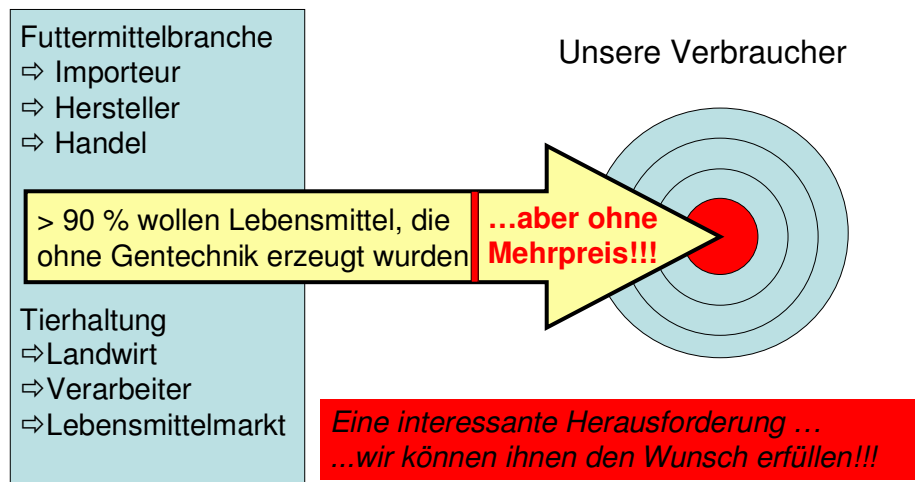 Futtermittelbranche
⇨ Importeur
⇨ Hersteller
⇨ Handel
Unsere Verbraucher
> 90 % wollen Lebensmittel, die
ohne Gentechnik erzeugt wurden
…aber ohne
Mehrpreis!!!
Tierhaltung
⇨Landwirt
⇨Verarbeiter
⇨Lebensmittelmarkt
Eine interessante Herausforderung …
...wir können ihnen den Wunsch erfüllen!!!